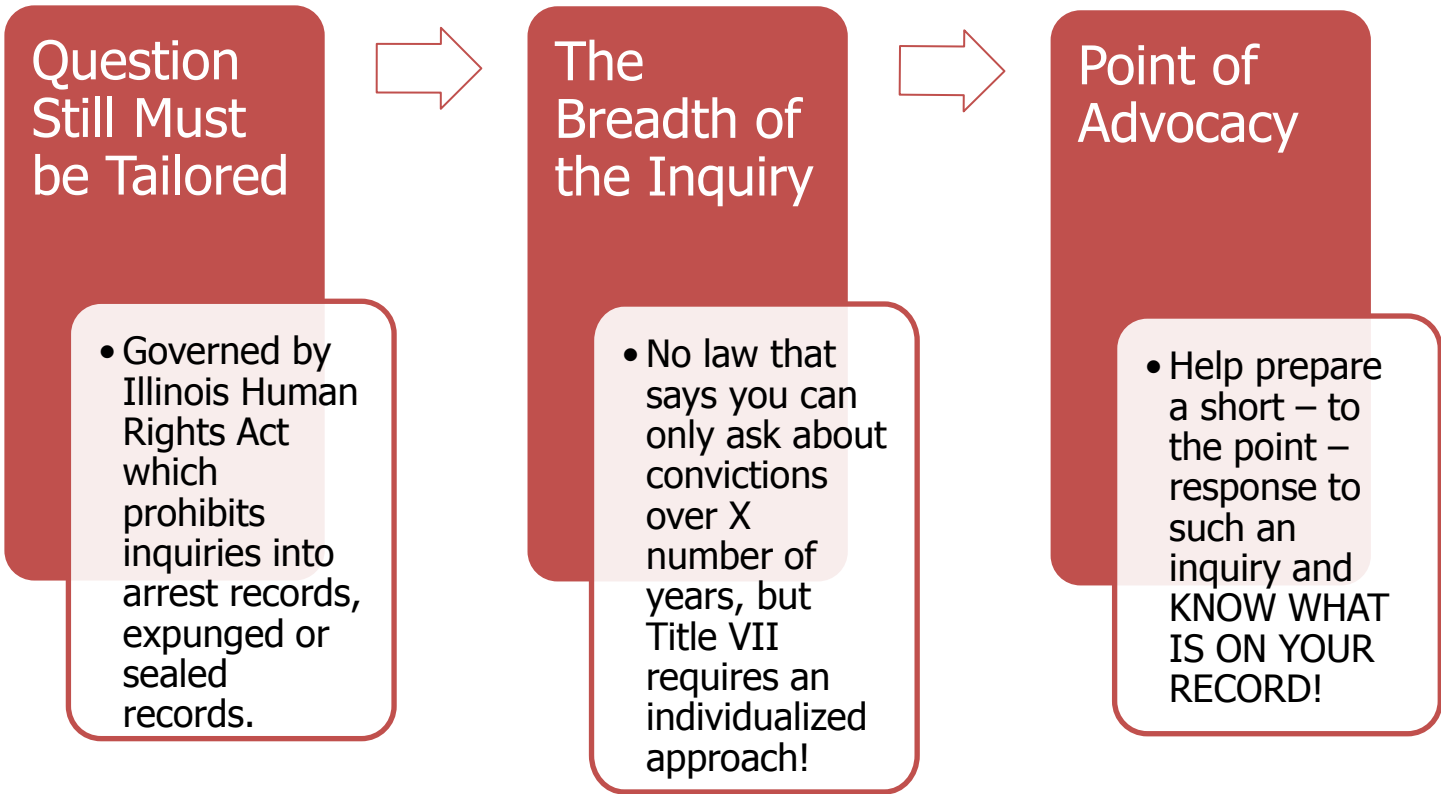 Question
Still Must
be Tailored
• Governed by
Illinois Human
Rights Act
which
prohibits
inquiries into
arrest records,
expunged or
sealed
records.
The
Breadth of
the Inquiry
• No law that
says you can
only ask about
convictions
over X
number of
years, but
Title VII
requires an
individualized
approach!
Point of
Advocacy
• Help prepare
a short – to
the point –
response to
such an
inquiry and
KNOW WHAT
IS ON YOUR
RECORD!